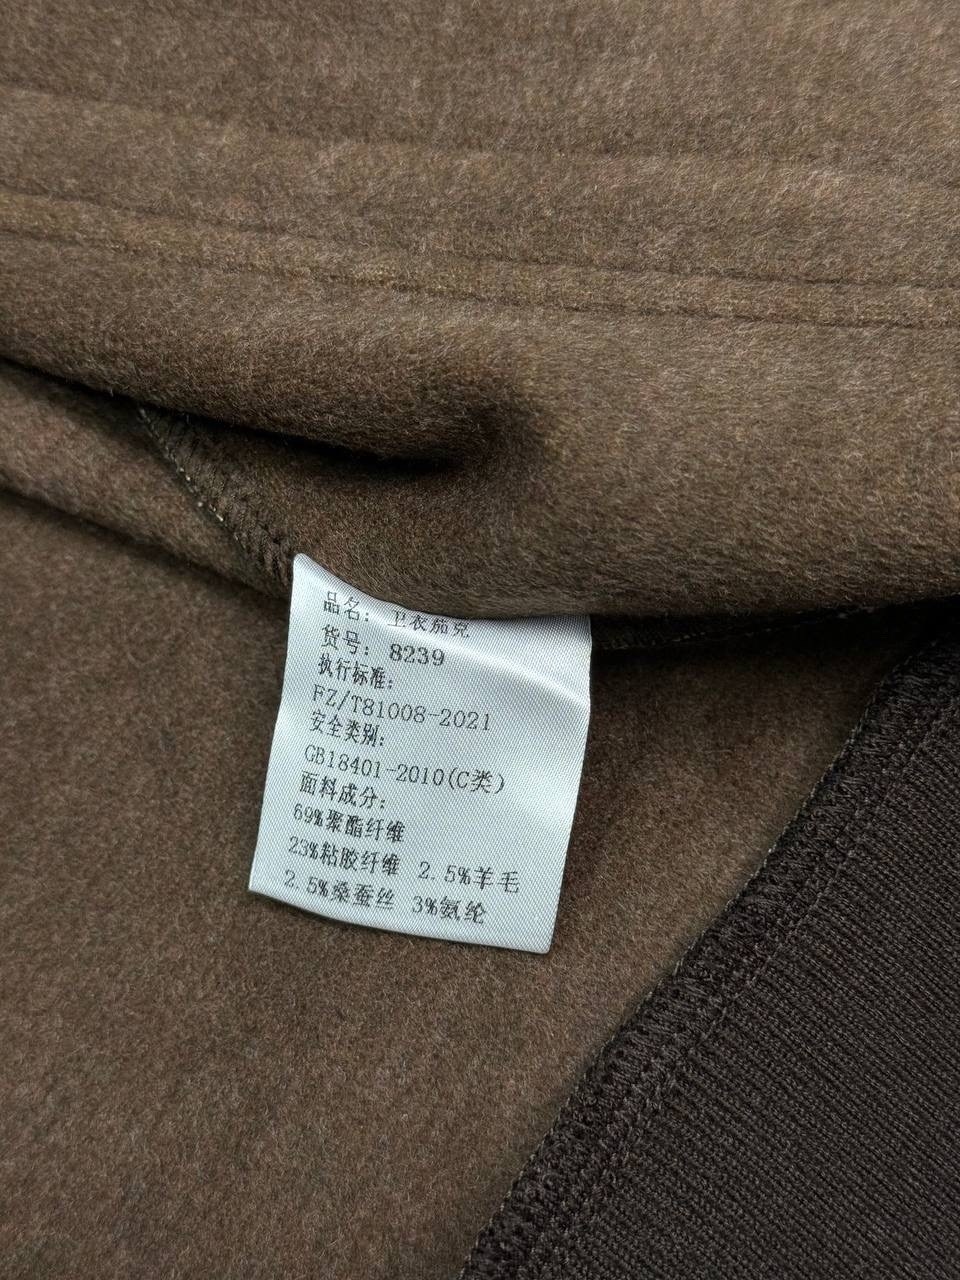 品名: 卫衣茄克
货号: 8239
执行标准:
FZ/T81008-2021
安全类别:
GB18401-2010(C类)
面料成分:
69%聚酯纤维
23%粘胶纤维 2.5%羊毛
2.5%桑蚕丝 3%氨纶